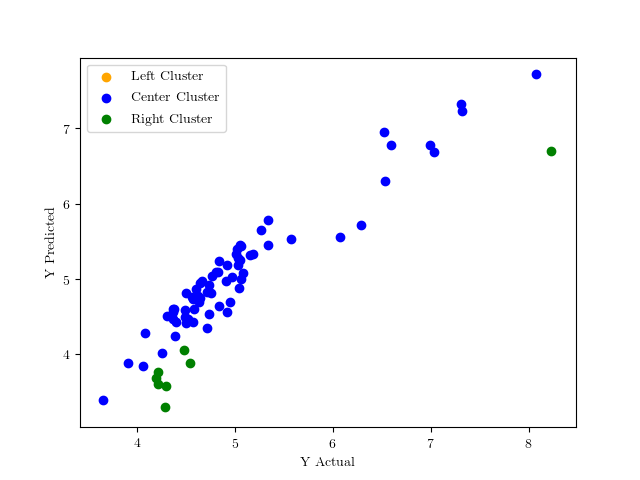 Left Cluster
Center Cluster
Right Cluster
7
6
5
4
Y Predicted
4 5 6 7 8
Y Actual